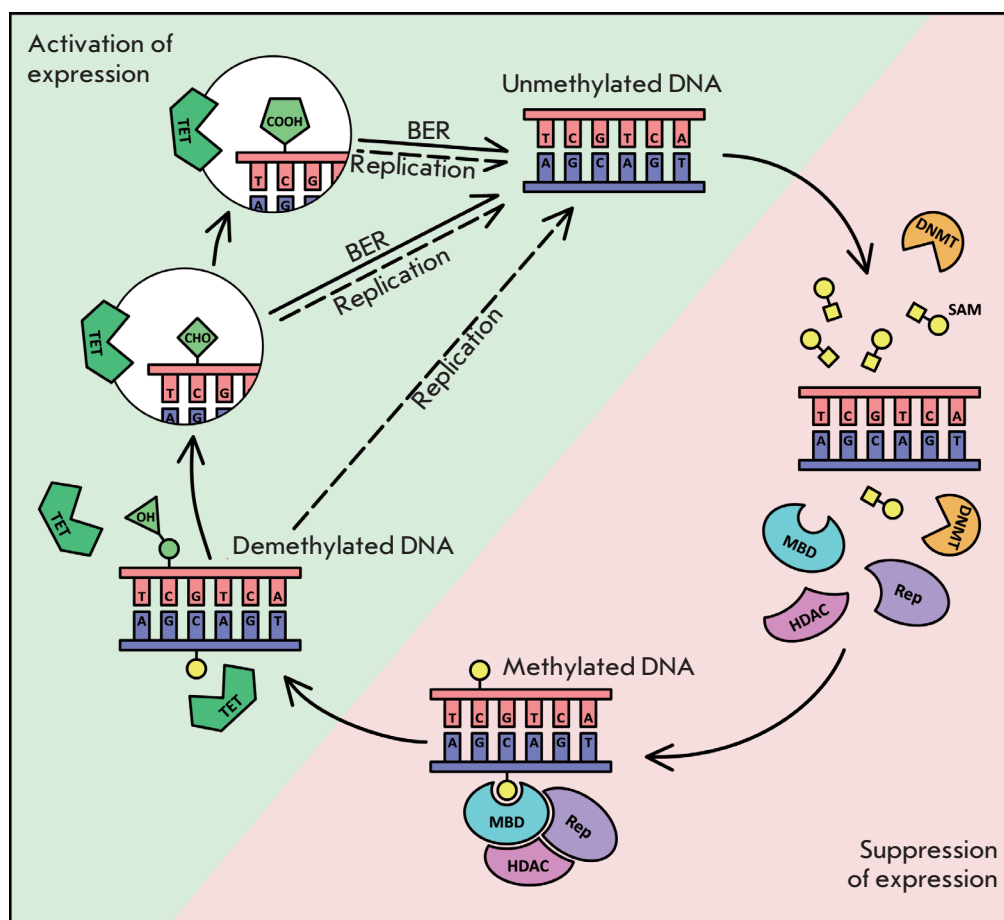 Activation of
expression
Unmethylated DNA
TET
COOH
T C G
A G
BER
Replication
T C G T C A
A G C A G T
DNMT
SAM
BER
Replication
TET
CHO
T C G
A G
Replication
T C G T C A
A G C A G T
TET
OH
Demethylated DNA
T C G T C A
A G C A G T
TET
MBD
DNMT
HDAC
Rep
Methylated DNA
T C G T C A
A G C A G T
MBD
Rep
HDAC
Suppression
of expression